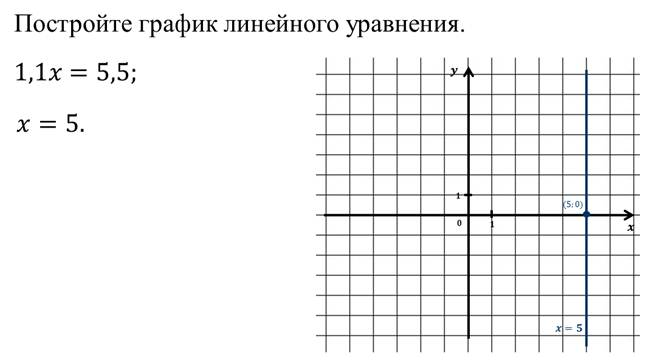 Постройте график линейного уравнения.
1,1x = 5,5;
x = 5.
y
1
(5; 0)
0
1
x
x = 5